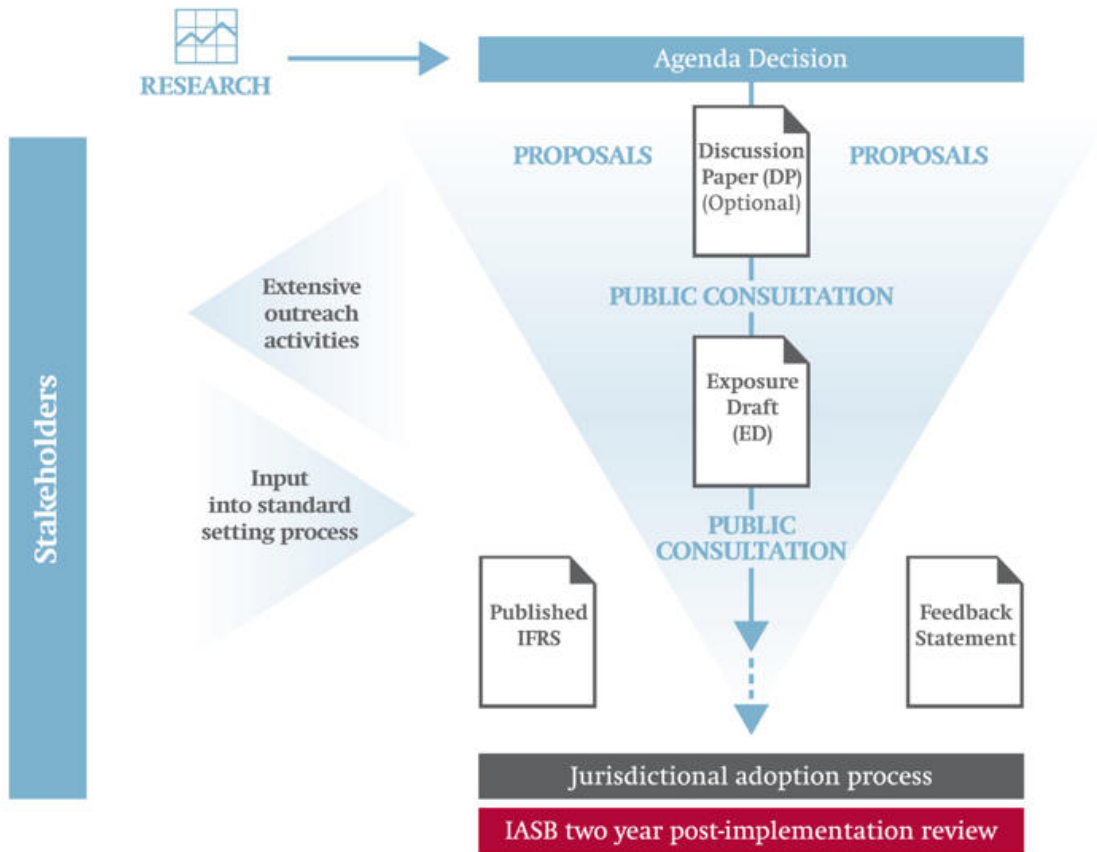 RESEARCH
Agenda Decision
PROPOSALS
Discussion
Paper (DP)
(Optional)
PROPOSALS
PUBLIC CONSULTATION
Exposure
Draft
(ED)
PUBLIC
CONSULTATION
Stakeholders
Extensive
outreach
activities
Input
into standard
setting process
Published
IFRS
Feedback
Statement
Jurisdictional adoption process
IASB two year post-implementation review